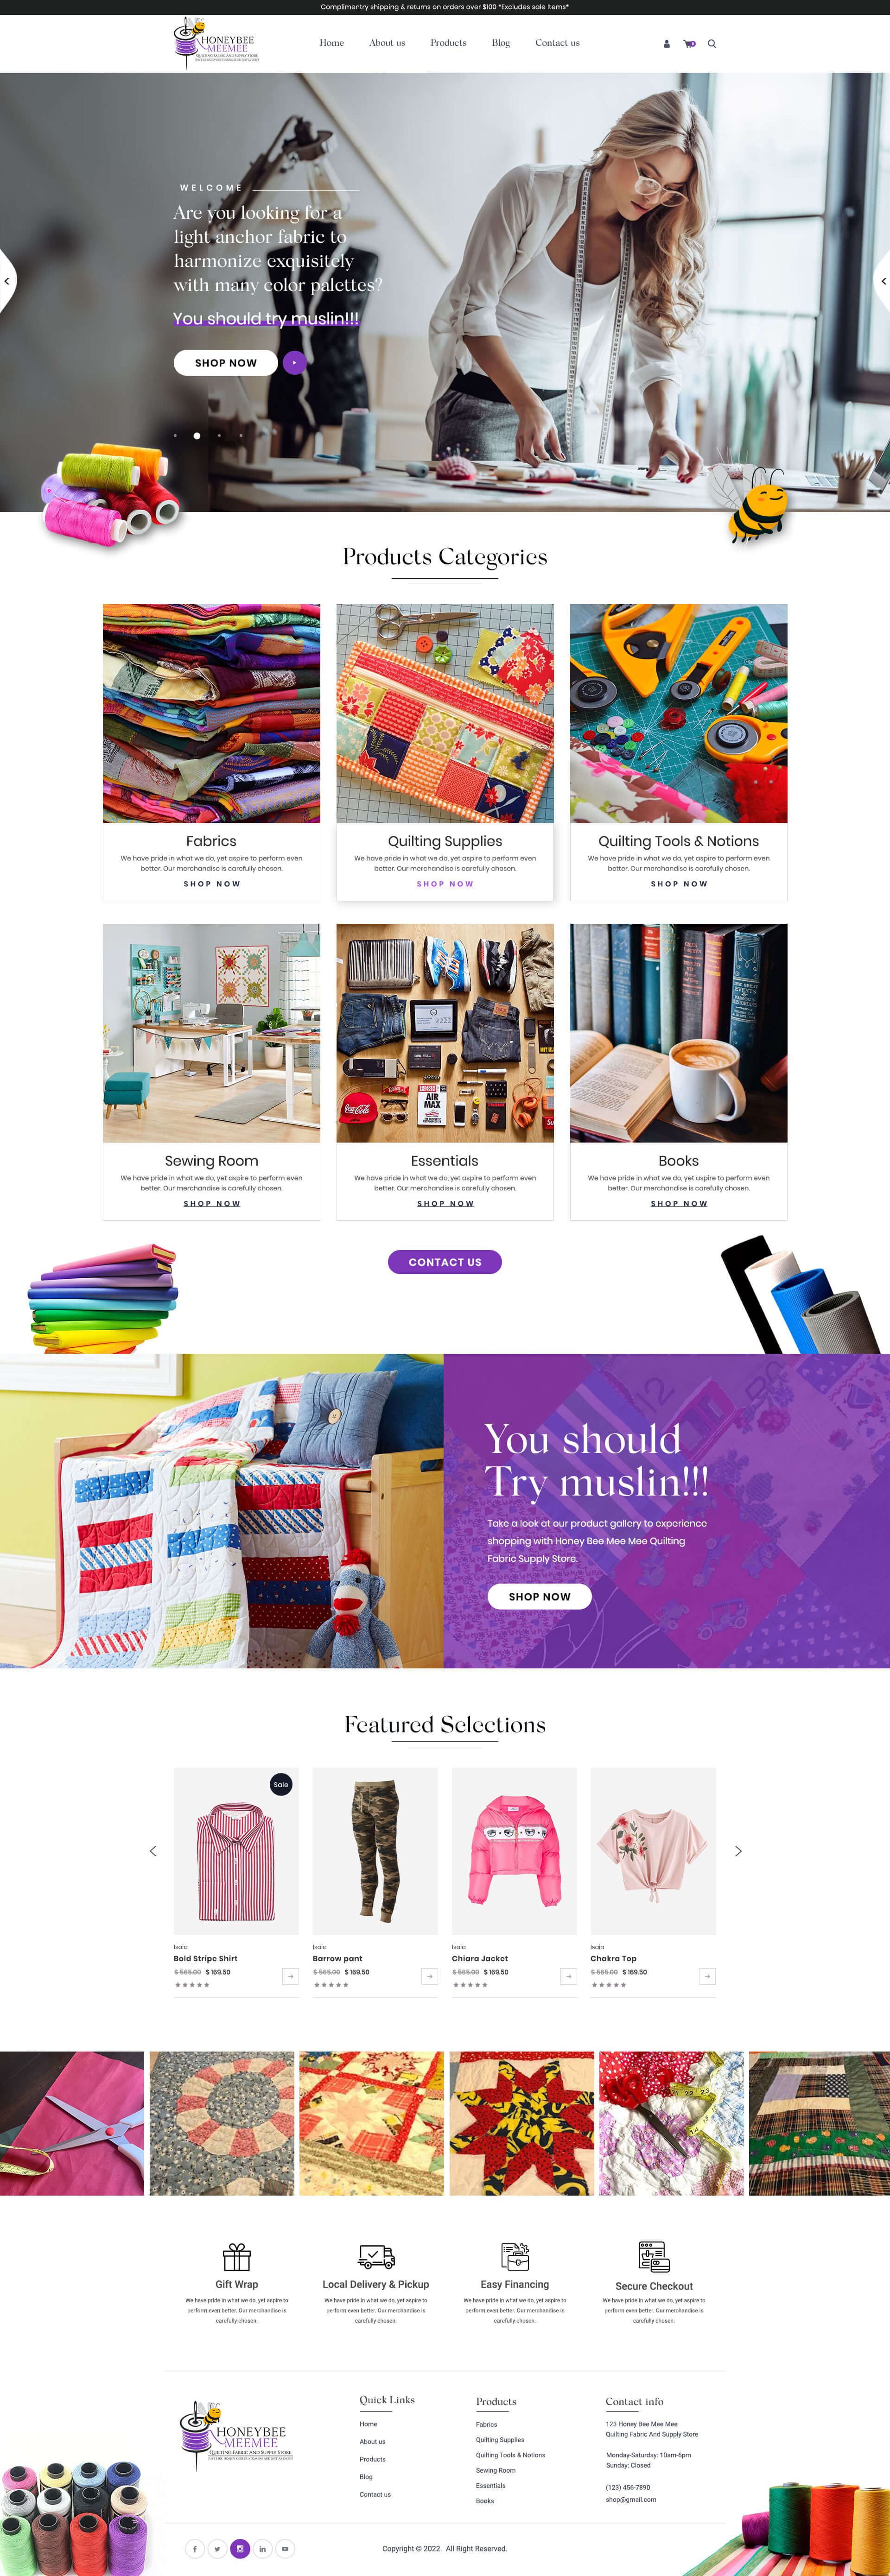 Complimentry shipping & returns on orders over $100 *Excludes sale items*
HONEYBEE
MEEMEE
QUILTING FABRIC AND SUPPLY STORE
Home
About us
Products
Blog
Contact us
WELCOME
Are you looking for a
light anchor fabric to
harmonize exquisitely
with many color palettes?
You should try muslin!!!
SHOP NOW
Products Categories
Fabrics
We have pride in what we do, yet aspire to perform even
better. Our merchandise is carefully chosen.
SHOP NOW
Quilting Supplies
We have pride in what we do, yet aspire to perform even
better. Our merchandise is carefully chosen.
SHOP NOW
Quilting Tools & Notions
We have pride in what we do, yet aspire to perform even
better. Our merchandise is carefully chosen.
SHOP NOW
Coca-Cola
AIR
MAX
Su
Sewing Room
We have pride in what we do, yet aspire to perform even
better. Our merchandise is carefully chosen.
SHOP NOW
Essentials
We have pride in what we do, yet aspire to perform even
better. Our merchandise is carefully chosen.
SHOP NOW
Books
We have pride in what we do, yet aspire to perform even
better. Our merchandise is carefully chosen.
SHOP NOW
CONTACT US
You should
Try muslin!!!
Take a look at our product gallery to experience
shopping with Honey Bee Mee Mee Quilting
Fabric Supply Store.
SHOP NOW
Featured Selections
Sale
Isaia
Bold Stripe Shirt
$ 565.00 $ 169.50
Isaia
Barrow pant
$ 565.00 $ 169.50
Isaia
Chiara Jacket
$ 565.00 $ 169.50
Isaia
Chakra Top
$ 565.00 $ 169.50
Gift Wrap
We have pride in what we do, yet aspire to
perform even better. Our merchandise is
carefully chosen.
Local Delivery & Pickup
We have pride in what we do, yet aspire to
perform even better. Our merchandise is
carefully chosen.
Easy Financing
We have pride in what we do, yet aspire to
perform even better. Our merchandise is
carefully chosen.
Secure Checkout
We have pride in what we do, yet aspire to
perform even better. Our merchandise is
carefully chosen.
HONEYBEE
MEEMEE
QUILTING FABRIC AND SUPPLY STORE
Quick Links
Home
About us
Products
Blog
Contact us
Products
Fabrics
Quilting Supplies
Quilting Tools & Notions
Sewing Room
Essentials
Books
Contact info
123 Honey Bee Mee Mee
Quilting Fabric And Supply Store
Monday-Saturday: 10am-6pm
Sunday: Closed
(123) 456-7890
shop@gmail.com
Copyright © 2022. All Right Reserved.